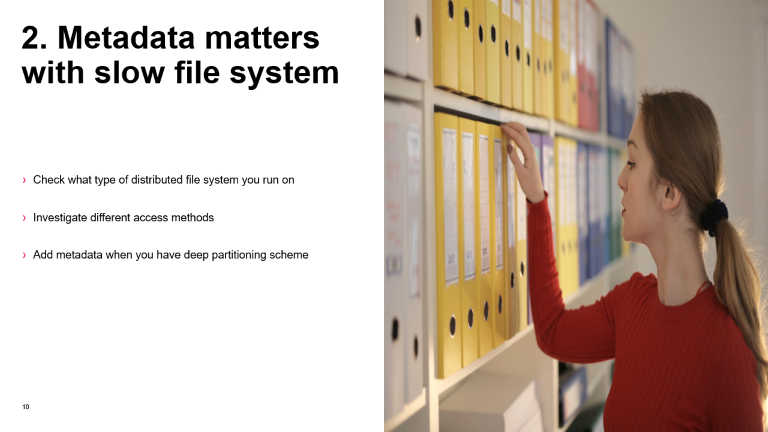 2. Metadata matters
with slow file system
› Check what type of distributed file system you run on
› Investigate different access methods
› Add metadata when you have deep partitioning scheme
10